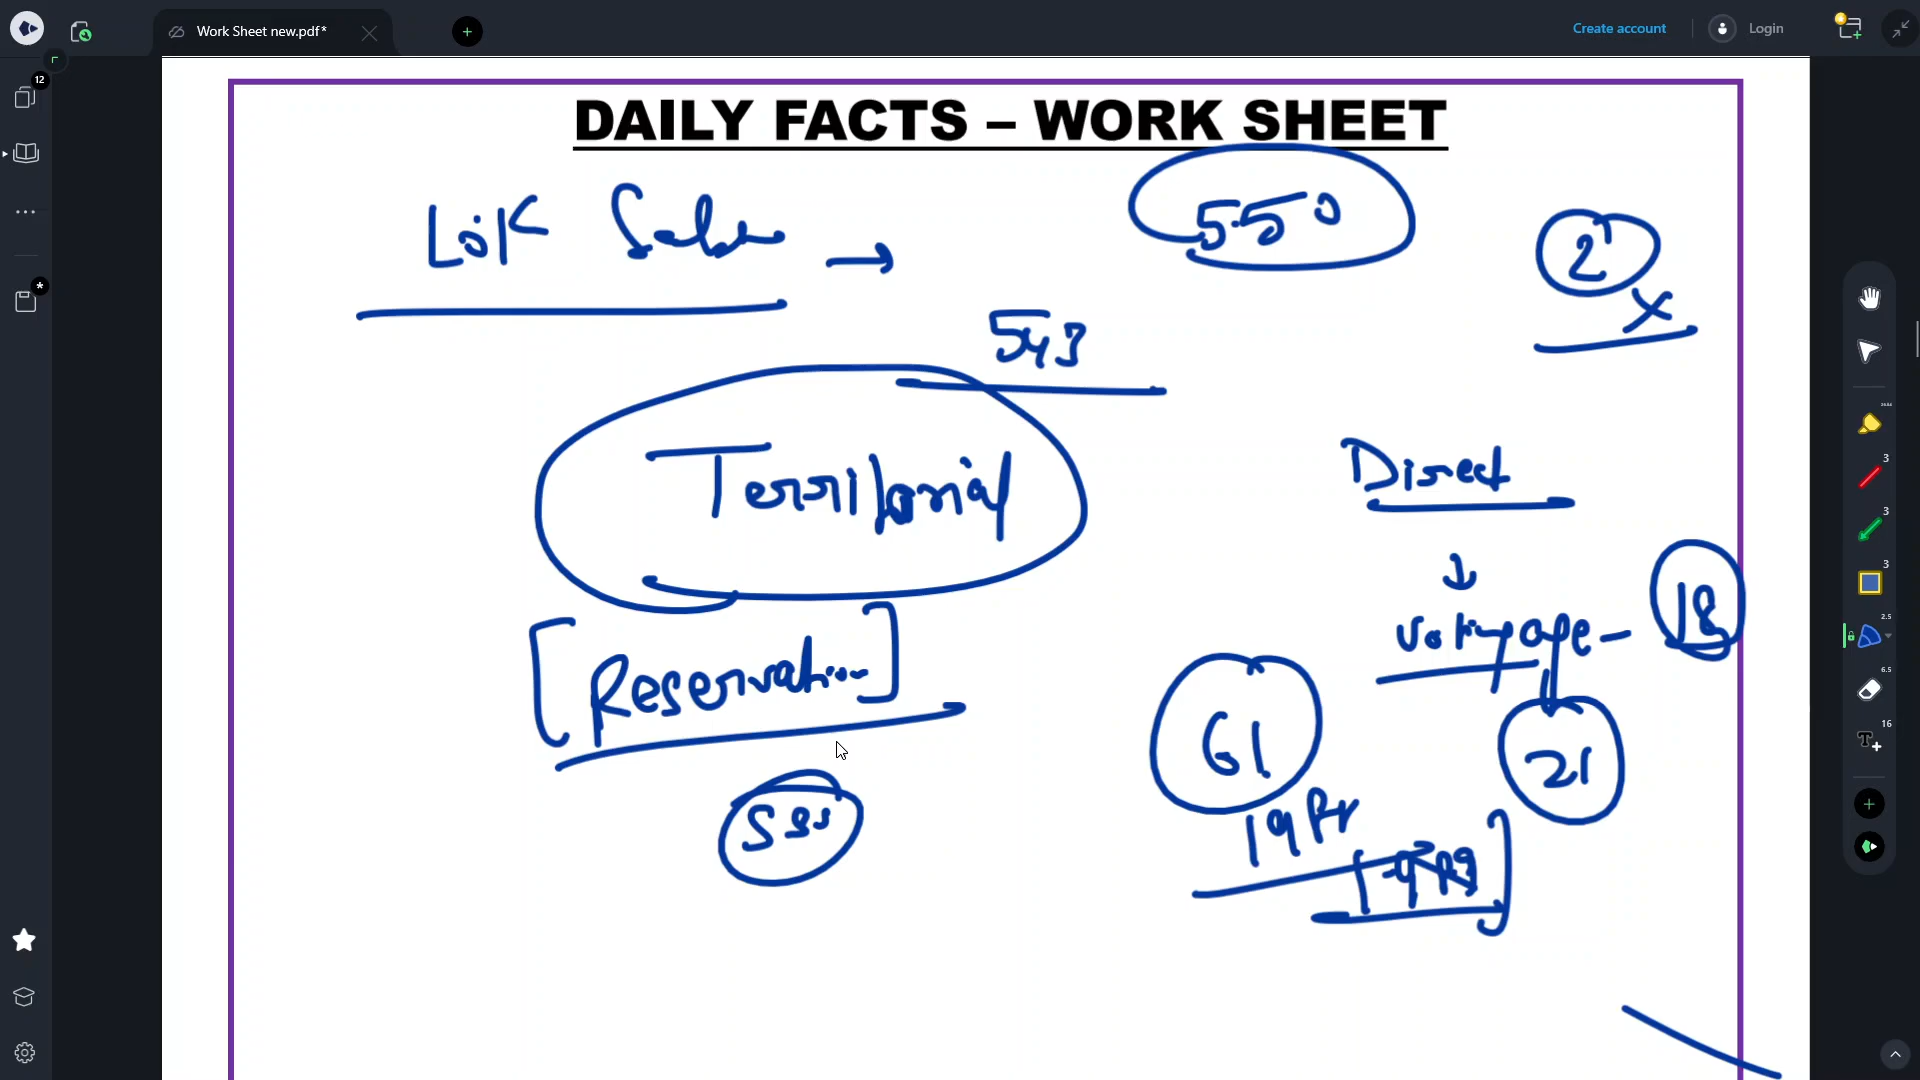 Work Sheet new.pdf*
Create account
Login
12
DAILY FACTS – WORK SHEET
Lok Sabha →
550
2
x
543
Territorial
Direct
↓
Voting age – 18
[Reservation]
61
21
1989]